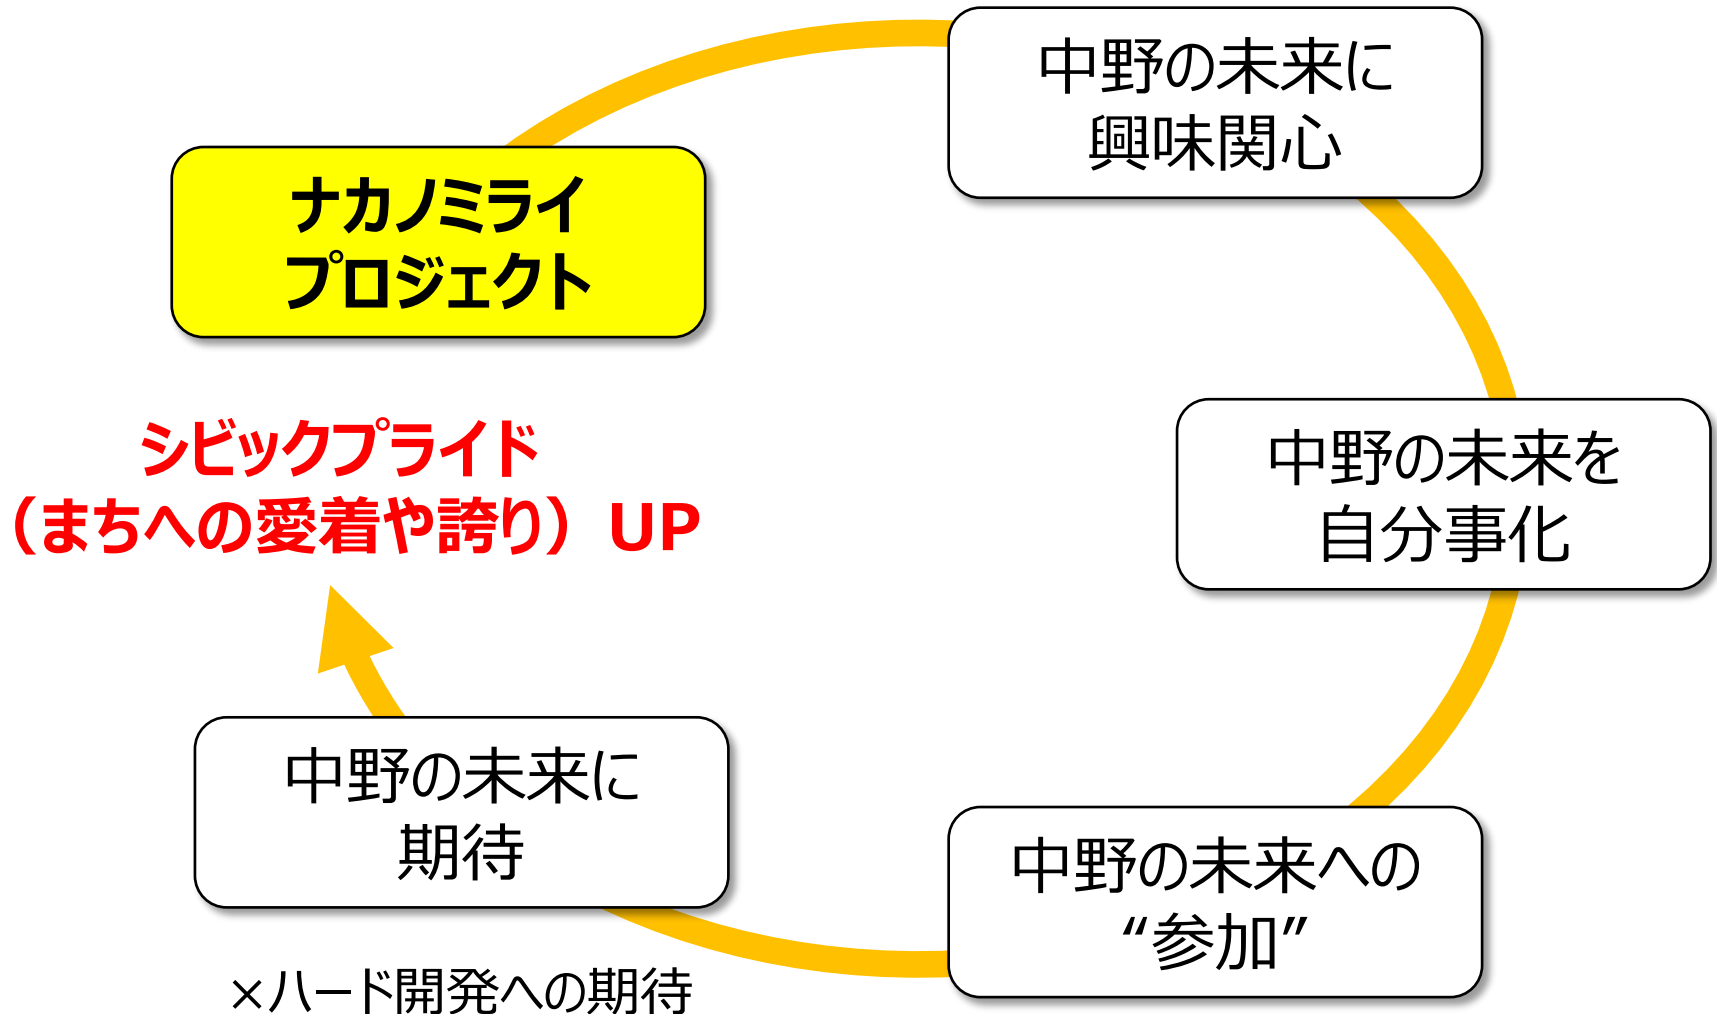 ナカノミライ
プロジェクト
中野の未来に
興味関心
中野の未来を
自分事化
中野の未来への
“参加”
中野の未来に
期待
×ハード開発への期待
シビックプライド
（まちへの愛着や誇り）UP